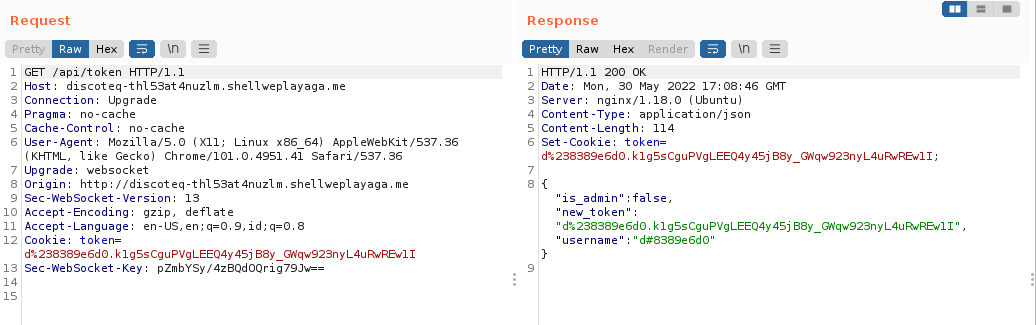 Request
Pretty Raw Hex \n
1 GET /api/token HTTP/1.1
2 Host: discoteq-thl53at4nuzlm.shellweplayaga.me
3 Connection: Upgrade
4 Pragma: no-cache
5 Cache-Control: no-cache
6 User-Agent: Mozilla/5.0 (X11; Linux x86_64) AppleWebKit/537.36
(KHTML, like Gecko) Chrome/101.0.4951.41 Safari/537.36
7 Upgrade: websocket
8 Origin: http://discoteq-thl53at4nuzlm.shellweplayaga.me
9 Sec-WebSocket-Version: 13
10 Accept-Encoding: gzip, deflate
11 Accept-Language: en-US,en;q=0.9,id;q=0.8
12 Cookie: token=
d%238389e6d0.k1g5sCguPVgLEEQ4y45jB8y_GWqw923nyL4uRwREw1I
13 Sec-WebSocket-Key: pZmbYSy/4zBQd0Qrig79Jw==
14
15
Response
Pretty Raw Hex Render \n
1 HTTP/1.1 200 OK
2 Date: Mon, 30 May 2022 17:08:46 GMT
3 Server: nginx/1.18.0 (Ubuntu)
4 Content-Type: application/json
5 Content-Length: 114
6 Set-Cookie: token=
d%238389e6d0.k1g5sCguPVgLEEQ4y45jB8y_GWqw923nyL4uRwREw1I;
7
8 {
"is_admin":false,
"new_token":
"d%238389e6d0.k1g5sCguPVgLEEQ4y45jB8y_GWqw923nyL4uRwREw1I",
"username":"d#8389e6d0"
}
9